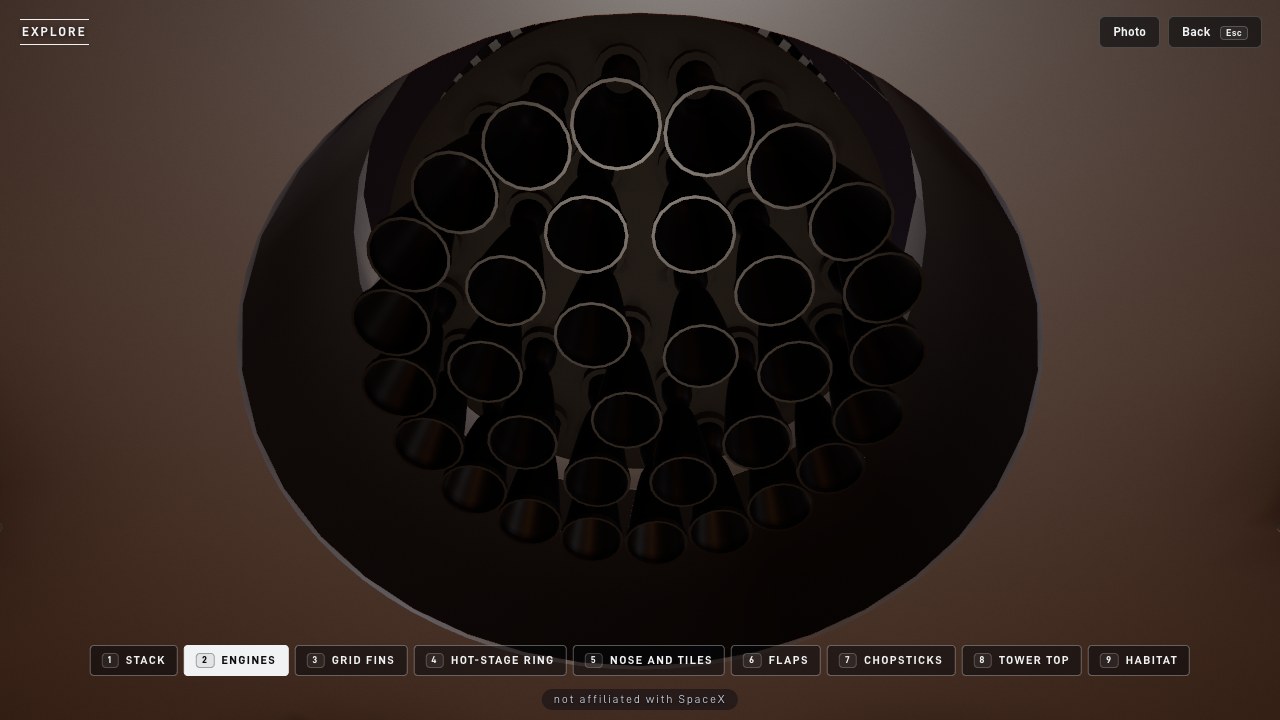 EXPLORE
Photo
Back Esc
1 STACK
2 ENGINES
3 GRID FINS
4 HOT-STAGE RING
5 NOSE AND TILES
6 FLAPS
7 CHOPSTICKS
8 TOWER TOP
9 HABITAT
not affiliated with SpaceX